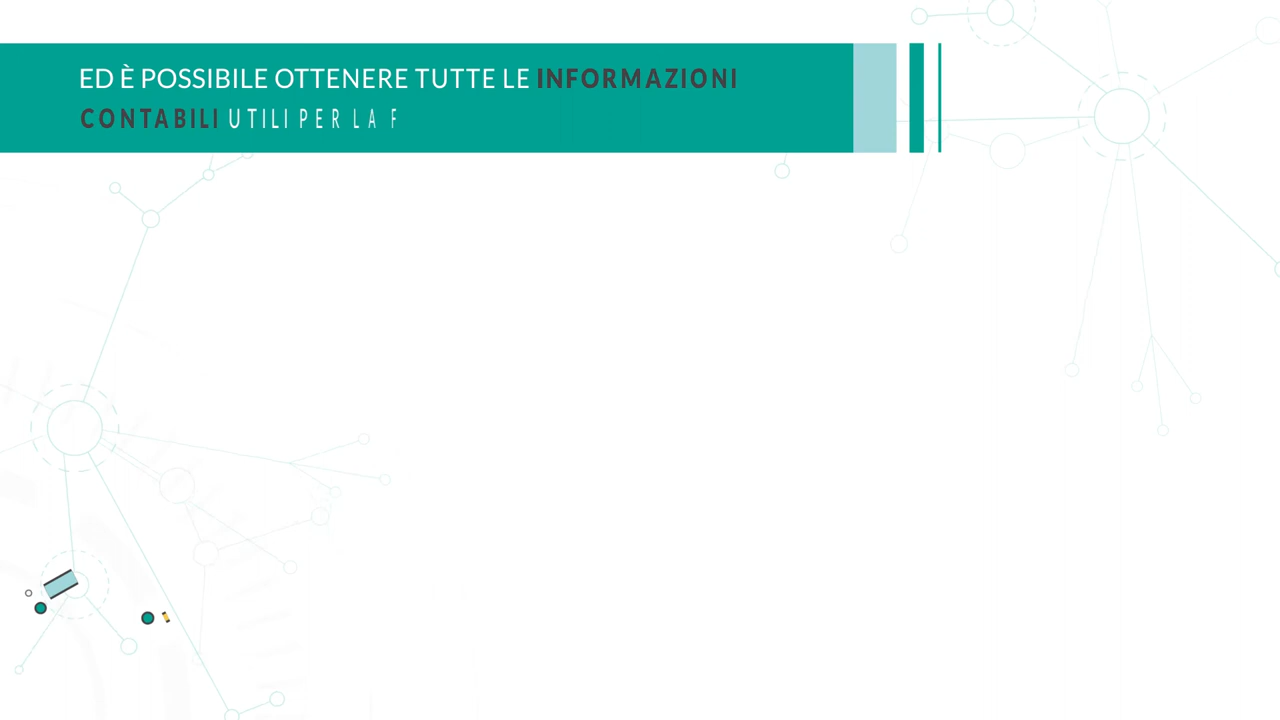 ED È POSSIBILE OTTENERE TUTTE LE INFORMAZIONI
CONTABILI UTILI PER LA F